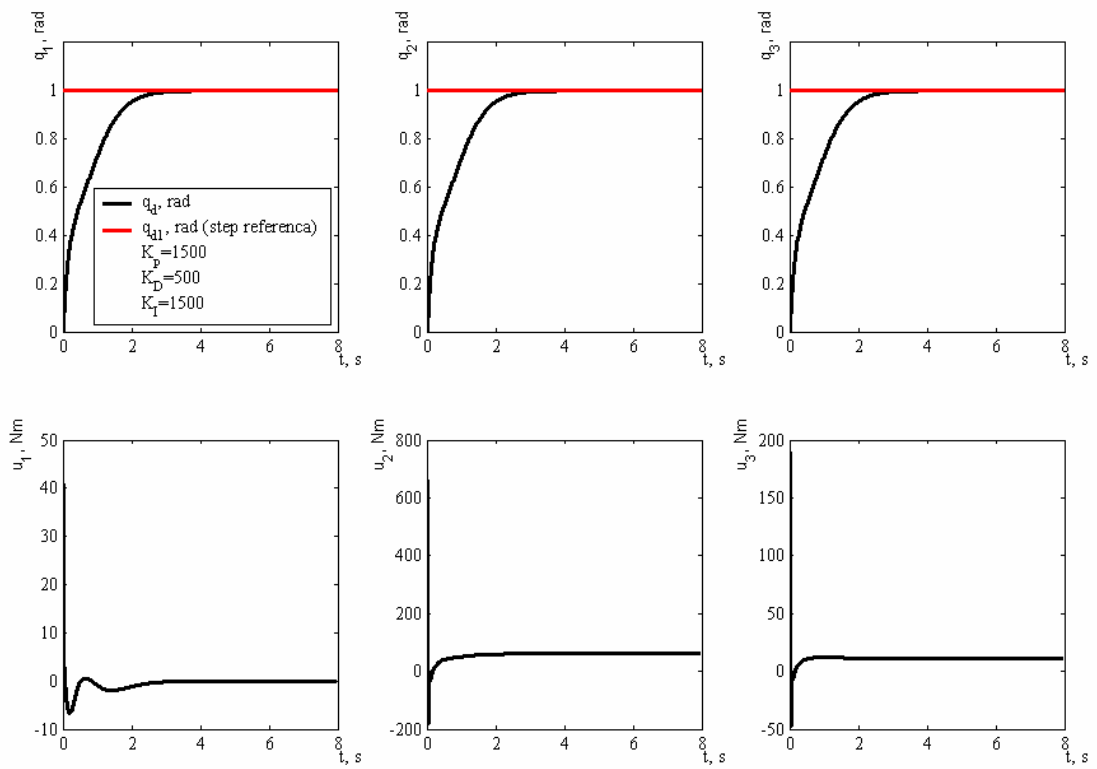 q1, rad
1
0.8
0.6
0.4
0.2
0
0 2 4 6 8
t, s
qd, rad
qd1, rad (step referenca)
KP=1500
KD=500
KI=1500
q2, rad
1
0.8
0.6
0.4
0.2
0
0 2 4 6 8
t, s
q3, rad
1
0.8
0.6
0.4
0.2
0
0 2 4 6 8
t, s
u1, Nm
50
40
30
20
10
0
-10
0 2 4 6 8
t, s
u2, Nm
800
600
400
200
0
-200
0 2 4 6 8
t, s
u3, Nm
200
150
100
50
0
-50
0 2 4 6 8
t, s